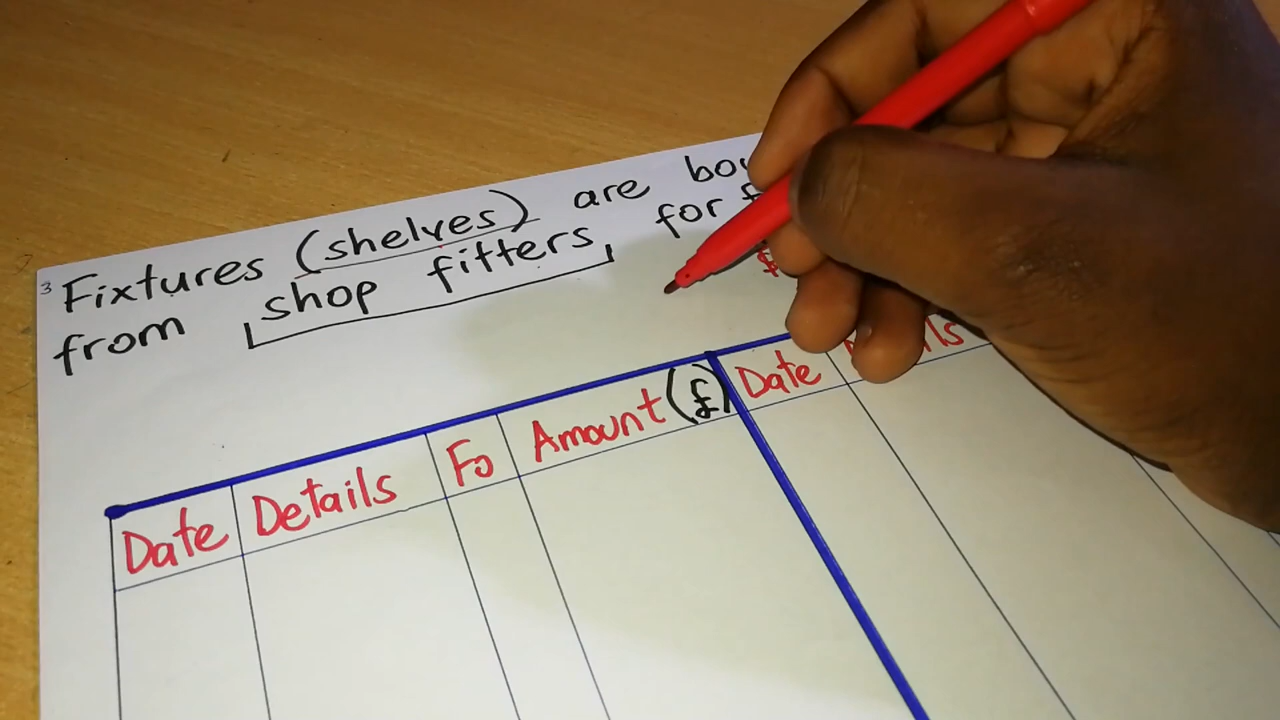 3 Fixtures (shelves) are
from shop fitters, for
$
Date Details Fo Amount (£) Date